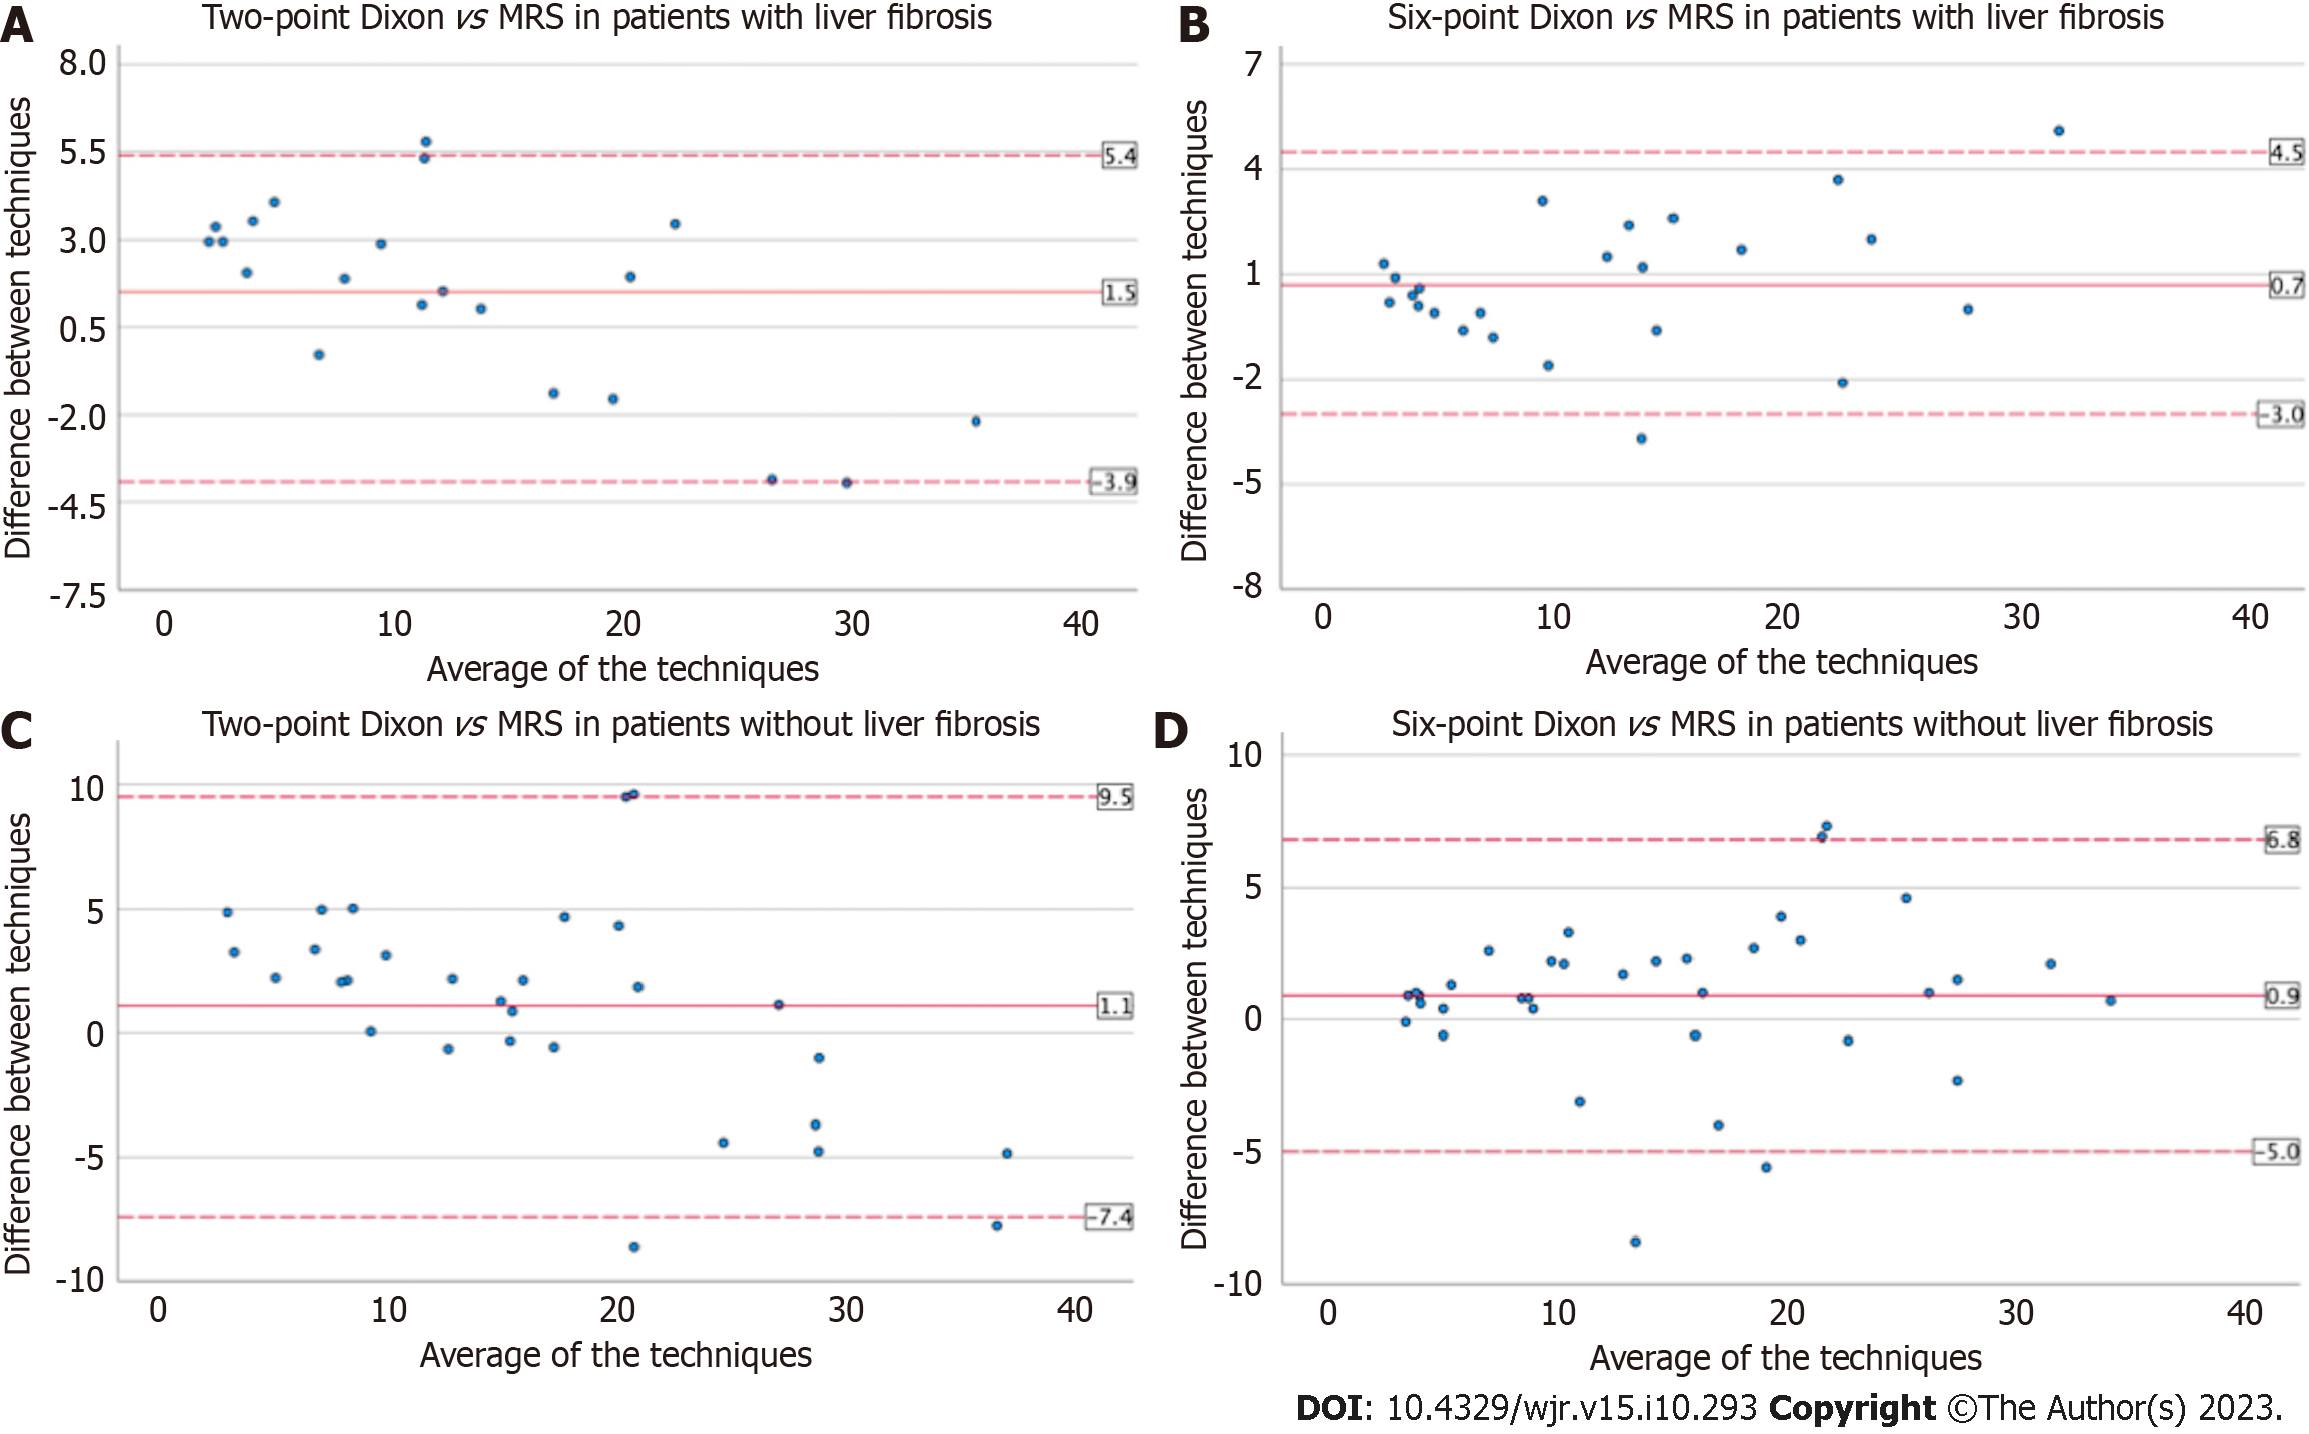 A Two-point Dixon vs MRS in patients with liver fibrosis
Difference between techniques
8.0
5.5
3.0
0.5
-2.0
-4.5
-7.5
5.4
1.5
−3.9
0 10 20 30 40
Average of the techniques
B Six-point Dixon vs MRS in patients with liver fibrosis
Difference between techniques
7
4
1
-2
-5
-8
4.5
0.7
−3.0
0 10 20 30 40
Average of the techniques
C Two-point Dixon vs MRS in patients without liver fibrosis
Difference between techniques
10
5
0
-5
-10
9.5
1.1
−7.4
0 10 20 30 40
Average of the techniques
D Six-point Dixon vs MRS in patients without liver fibrosis
Difference between techniques
10
5
0
-5
-10
6.8
0.9
−5.0
0 10 20 30 40
Average of the techniques
DOI: 10.4329/wjr.v15.i10.293 Copyright ©The Author(s) 2023.